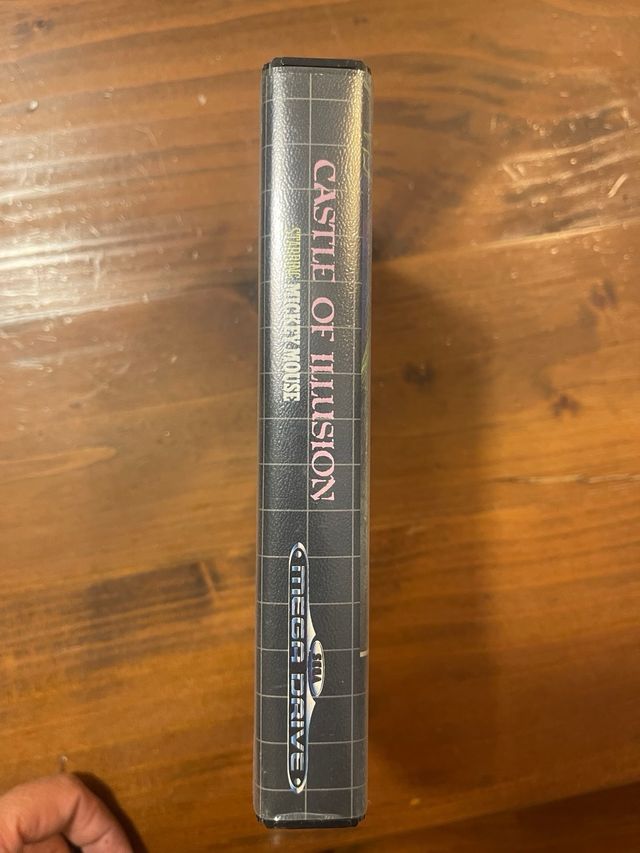 CASTLE OF ILLUSION
STARRING MICKEY MOUSE
SEGA
MEGA DRIVE